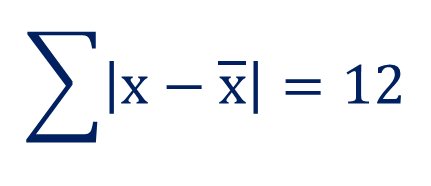 ∑|x − x̅| = 12